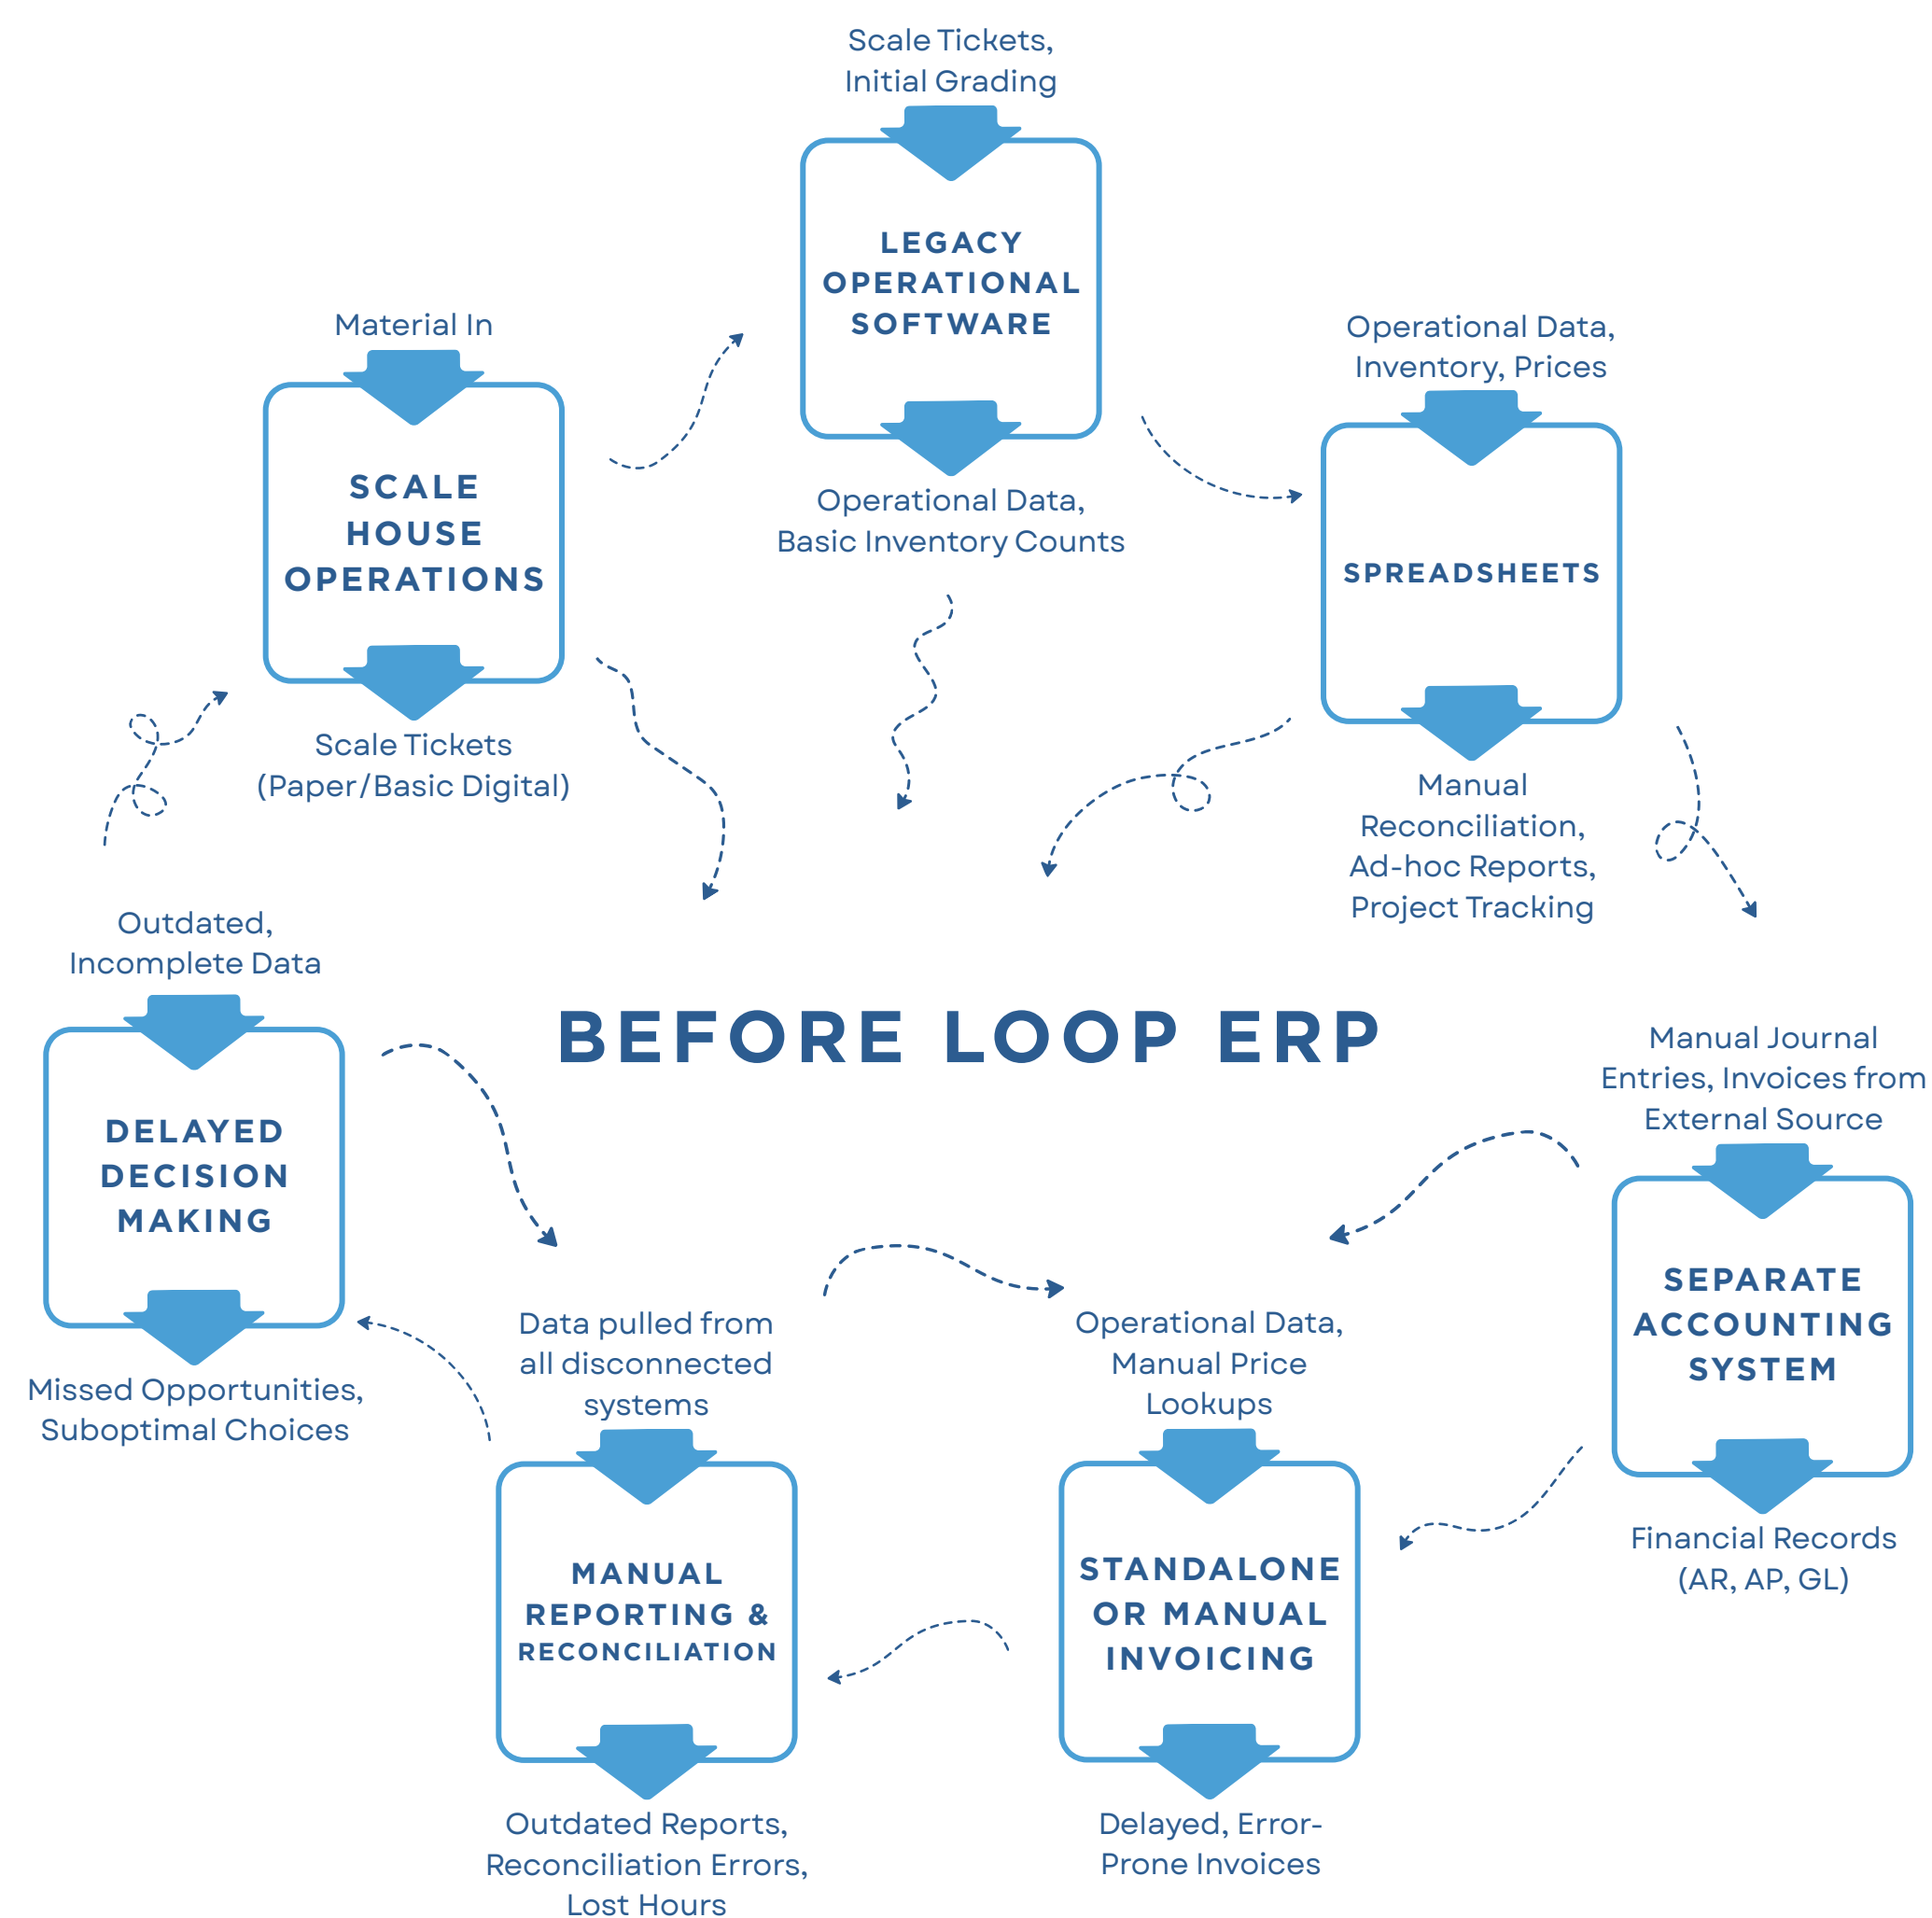 Scale Tickets,
Initial Grading
LEGACY
OPERATIONAL
SOFTWARE
Operational Data,
Basic Inventory Counts
Material In
SCALE
HOUSE
OPERATIONS
Scale Tickets
(Paper/Basic Digital)
Operational Data,
Inventory, Prices
SPREADSHEETS
Manual
Reconciliation,
Ad-hoc Reports,
Project Tracking
Outdated,
Incomplete Data
DELAYED
DECISION
MAKING
Missed Opportunities,
Suboptimal Choices
BEFORE LOOP ERP
Manual Journal
Entries, Invoices from
External Source
SEPARATE
ACCOUNTING
SYSTEM
Financial Records
(AR, AP, GL)
Data pulled from
all disconnected
systems
MANUAL
REPORTING &
RECONCILIATION
Outdated Reports,
Reconciliation Errors,
Lost Hours
Operational Data,
Manual Price
Lookups
STANDALONE
OR MANUAL
INVOICING
Delayed, Error-
Prone Invoices